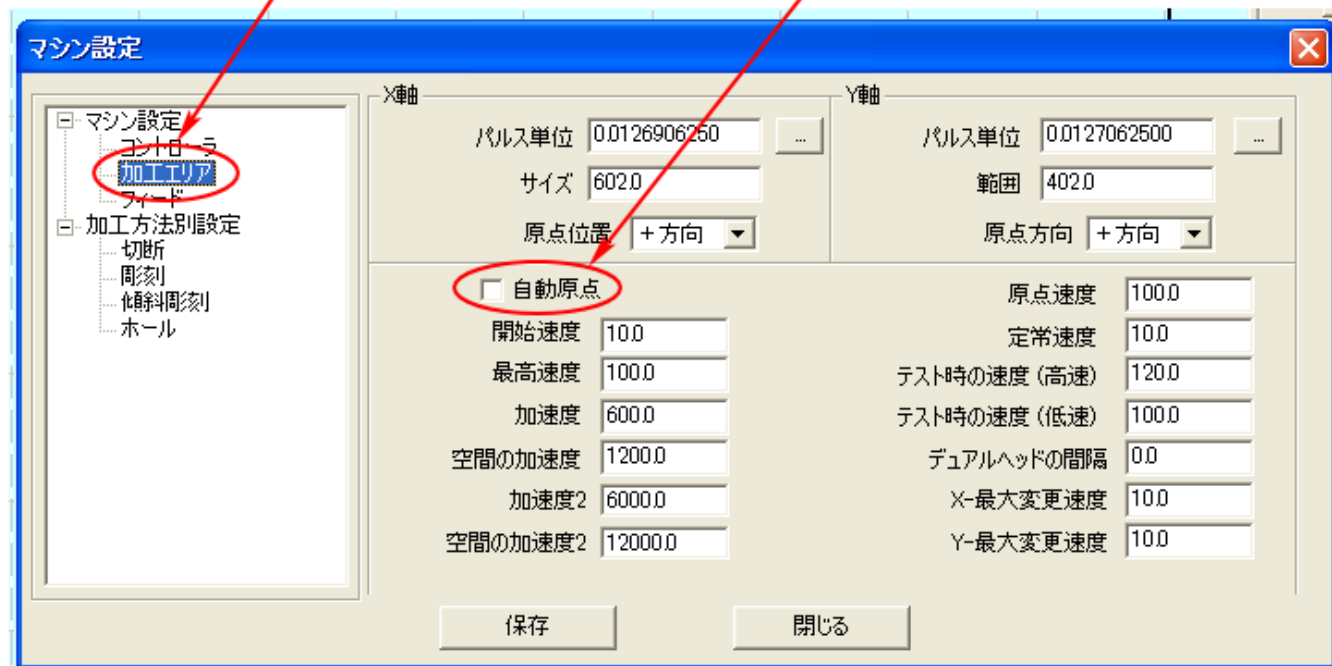 マシン設定
マシン設定
コントローラ
加工エリア
フィード
加工方法別設定
切断
彫刻
傾斜彫刻
ホール
X軸
パルス単位 0.0126906250 ...
サイズ 602.0
原点位置 +方向
Y軸
パルス単位 0.0127062500 ...
範囲 402.0
原点方向 +方向
自動原点
開始速度 10.0
最高速度 100.0
加速度 600.0
空間の加速度 1200.0
加速度2 6000.0
空間の加速度2 12000.0
原点速度 100.0
定常速度 10.0
テスト時の速度 (高速) 120.0
テスト時の速度 (低速) 100.0
デュアルヘッドの間隔 0.0
X-最大変更速度 10.0
Y-最大変更速度 10.0
保存 閉じる